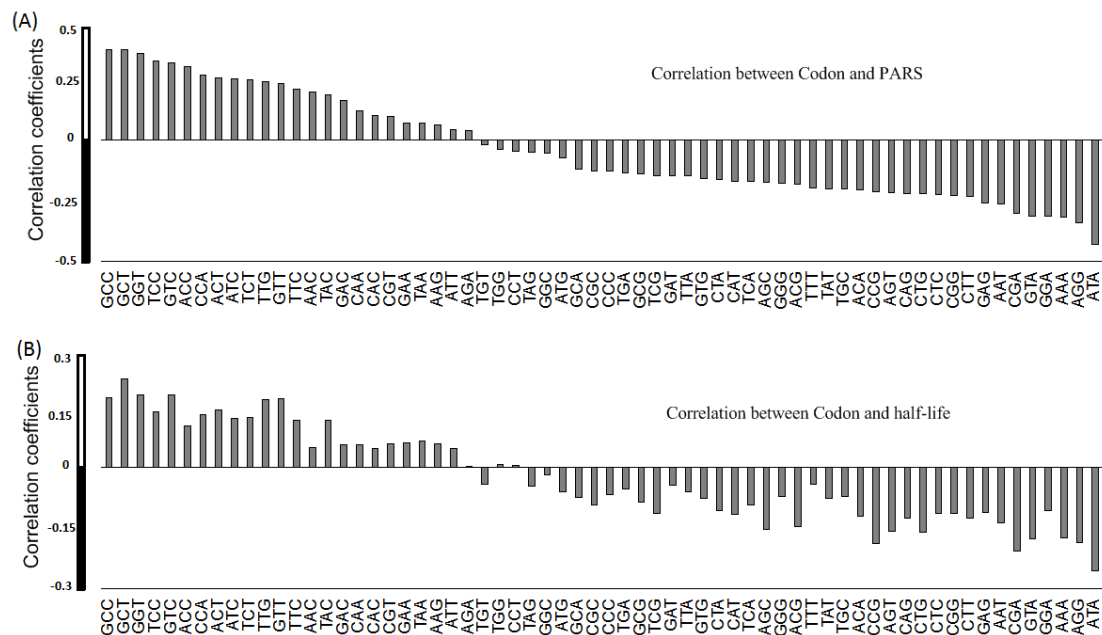 (A)
Correlation coefficients
0.5
0.25
0
-0.25
-0.5
Correlation between Codon and PARS
GCC
GCT
GGT
TCC
GTC
ACC
CCA
ACT
ATC
TCT
TTG
GTT
TTC
AAC
TAC
GAC
CAA
CAC
CGT
GAA
TAA
AAG
ATT
AGA
TGT
TGG
CCT
TAG
GGC
ATG
GCA
CGC
CCC
TGA
GCG
TCG
GAT
TTA
GTG
CTA
CAT
TCA
AGC
GGG
ACG
TTT
TAT
TGC
ACA
CCG
AGT
CAG
CTG
CTC
CGG
CTT
GAG
AAT
CGA
GTA
GGA
AAA
AGG
ATA
(B)
Correlation coefficients
0.3
0.15
0
-0.15
-0.3
Correlation between Codon and half-life
GCC
GCT
GGT
TCC
GTC
ACC
CCA
ACT
ATC
TCT
TTG
GTT
TTC
AAC
TAC
GAC
CAA
CAC
CGT
GAA
TAA
AAG
ATT
AGA
TGT
TGG
CCT
TAG
GGC
ATG
GCA
CGC
CCC
TGA
GCG
TCG
GAT
TTA
GTG
CTA
CAT
TCA
AGC
GGG
ACG
TTT
TAT
TGC
ACA
CCG
AGT
CAG
CTG
CTC
CGG
CTT
GAG
AAT
CGA
GTA
GGA
AAA
AGG
ATA